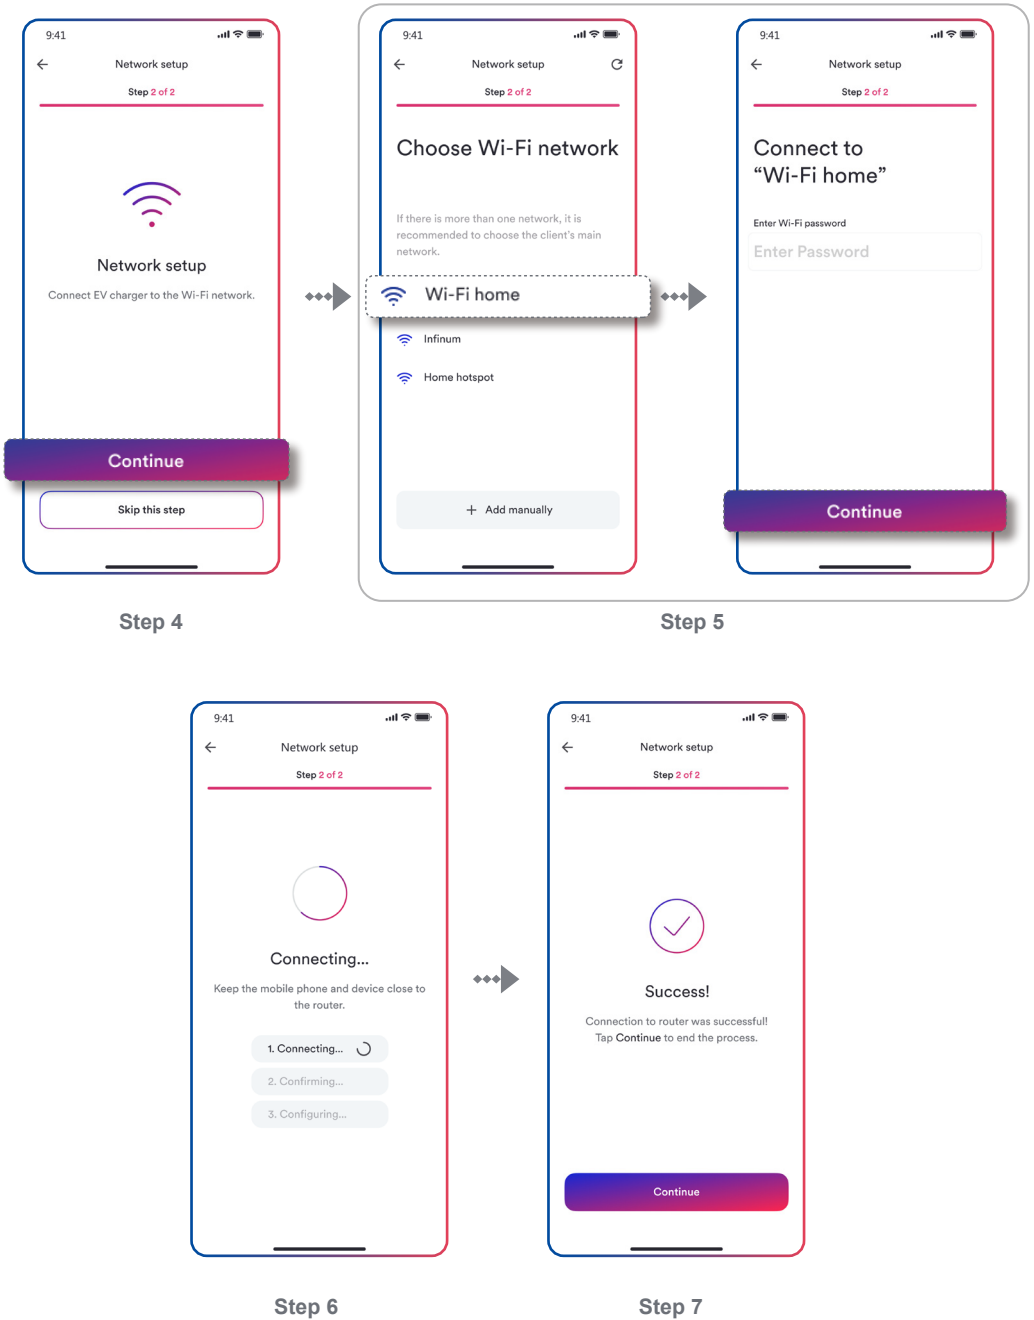 9:41
Network setup
Step 2 of 2
Network setup
Connect EV charger to the Wi-Fi network.
Continue
Skip this step
Step 4
9:41
Network setup
Step 2 of 2
Choose Wi-Fi network
If there is more than one network, it is
recommended to choose the client's main
network.
Wi-Fi home
Infinum
Home hotspot
+ Add manually
9:41
Network setup
Step 2 of 2
Connect to
“Wi-Fi home”
Enter Wi-Fi password
Enter Password
Continue
Step 5
9:41
Network setup
Step 2 of 2
Connecting...
Keep the mobile phone and device close to
the router.
1. Connecting...
2. Confirming...
3. Configuring...
Step 6
9:41
Network setup
Step 2 of 2
Success!
Connection to router was successful!
Tap Continue to end the process.
Continue
Step 7